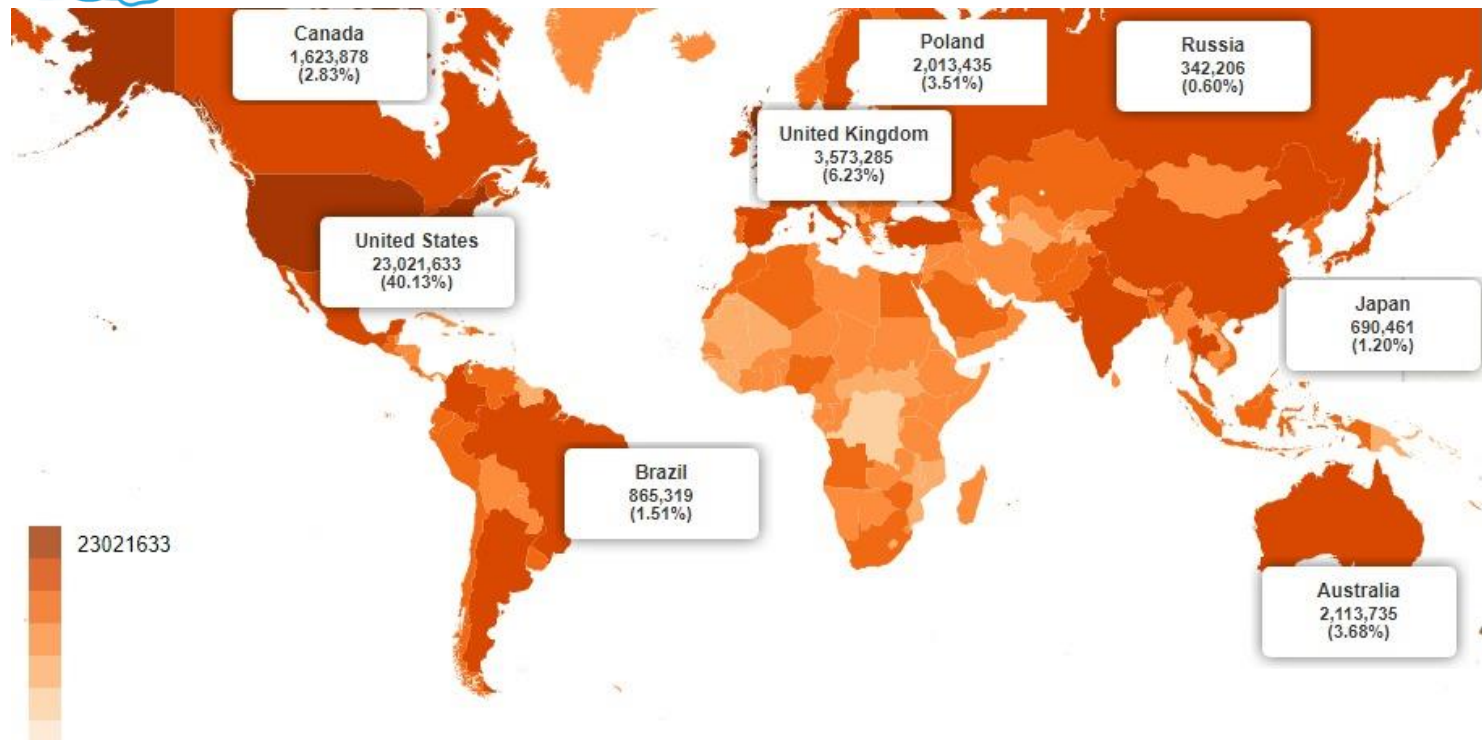 Canada
1,623,878
(2.83%)
Poland
2,013,435
(3.51%)
Russia
342,206
(0.60%)
United Kingdom
3,573,285
(6.23%)
United States
23,021,633
(40.13%)
Japan
690,461
(1.20%)
Brazil
865,319
(1.51%)
23021633
Australia
2,113,735
(3.68%)